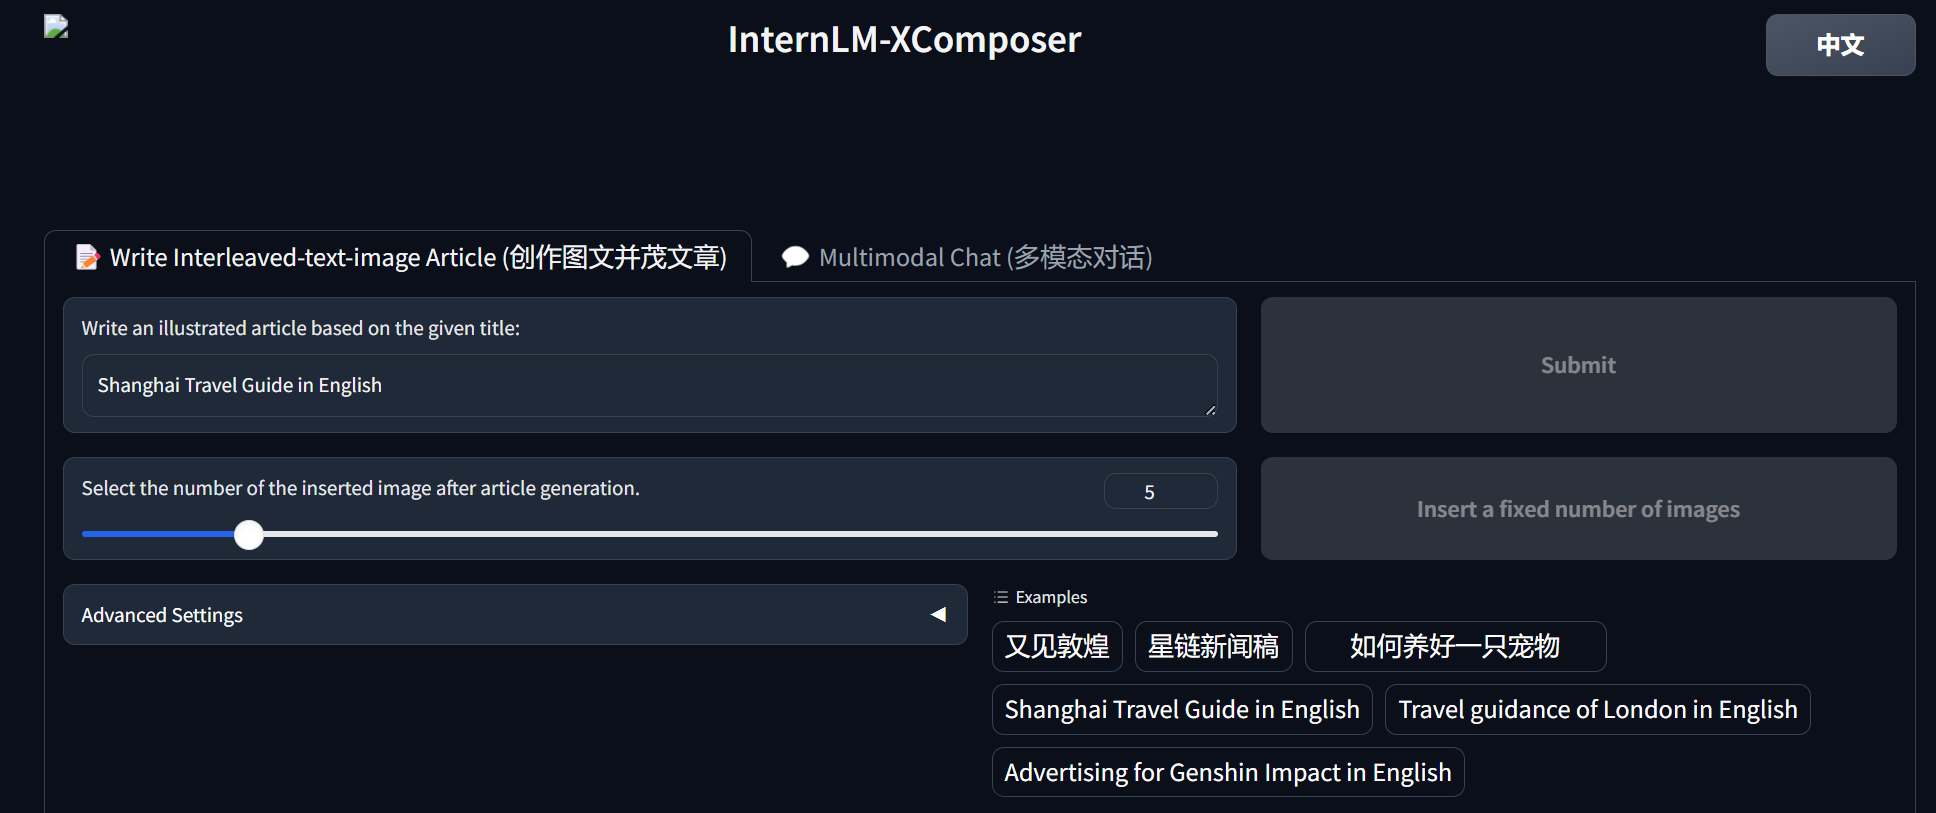 InternLM-XComposer
中文
Write Interleaved-text-image Article (创作图文并茂文章)
Multimodal Chat (多模态对话)
Write an illustrated article based on the given title:
Shanghai Travel Guide in English
Submit
Select the number of the inserted image after article generation.
5
Insert a fixed number of images
Advanced Settings
Examples
又见敦煌
星链新闻稿
如何养好一只宠物
Shanghai Travel Guide in English
Travel guidance of London in English
Advertising for Genshin Impact in English